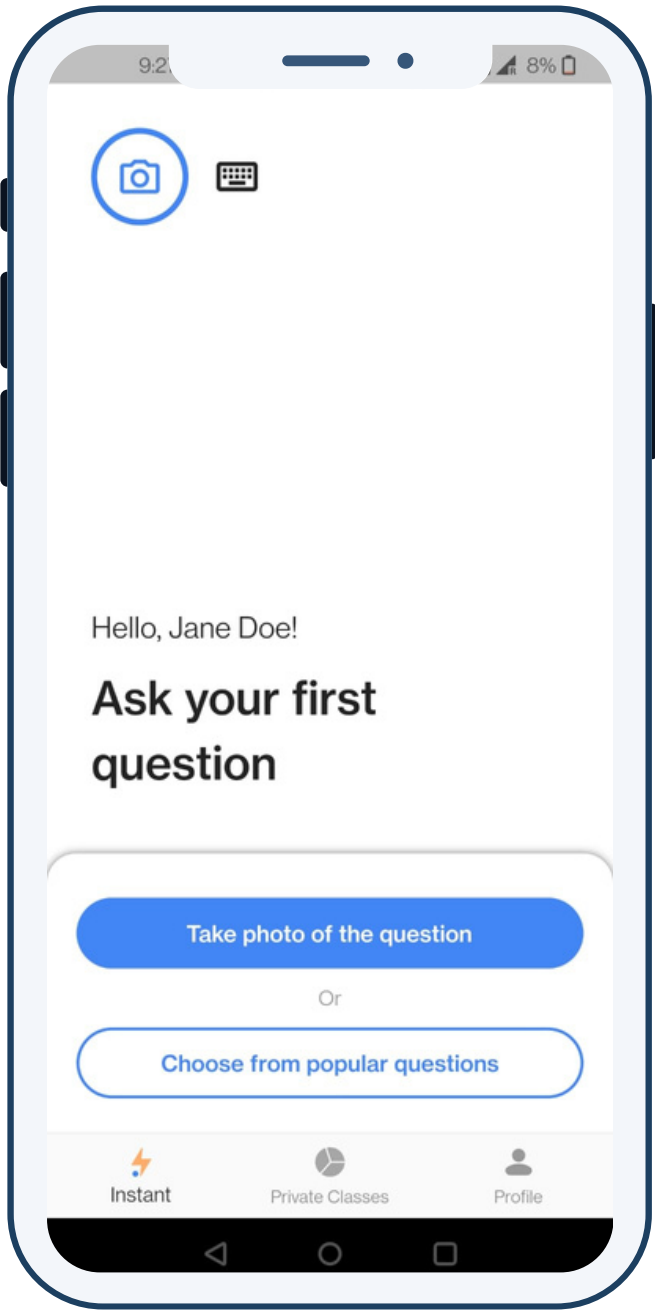 8%
Hello, Jane Doe!
Ask your first
question
Take photo of the question
Or
Choose from popular questions
Instant
Private Classes
Profile